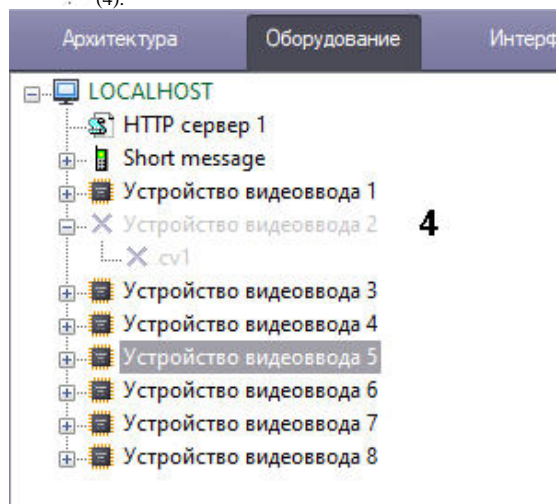 (4).
Архитектура Оборудование Интерф
LOCALHOST
HTTP сервер 1
Short message
Устройство видеоввода 1
Устройство видеоввода 2 4
cv1
Устройство видеоввода 3
Устройство видеоввода 4
Устройство видеоввода 5
Устройство видеоввода 6
Устройство видеоввода 7
Устройство видеоввода 8